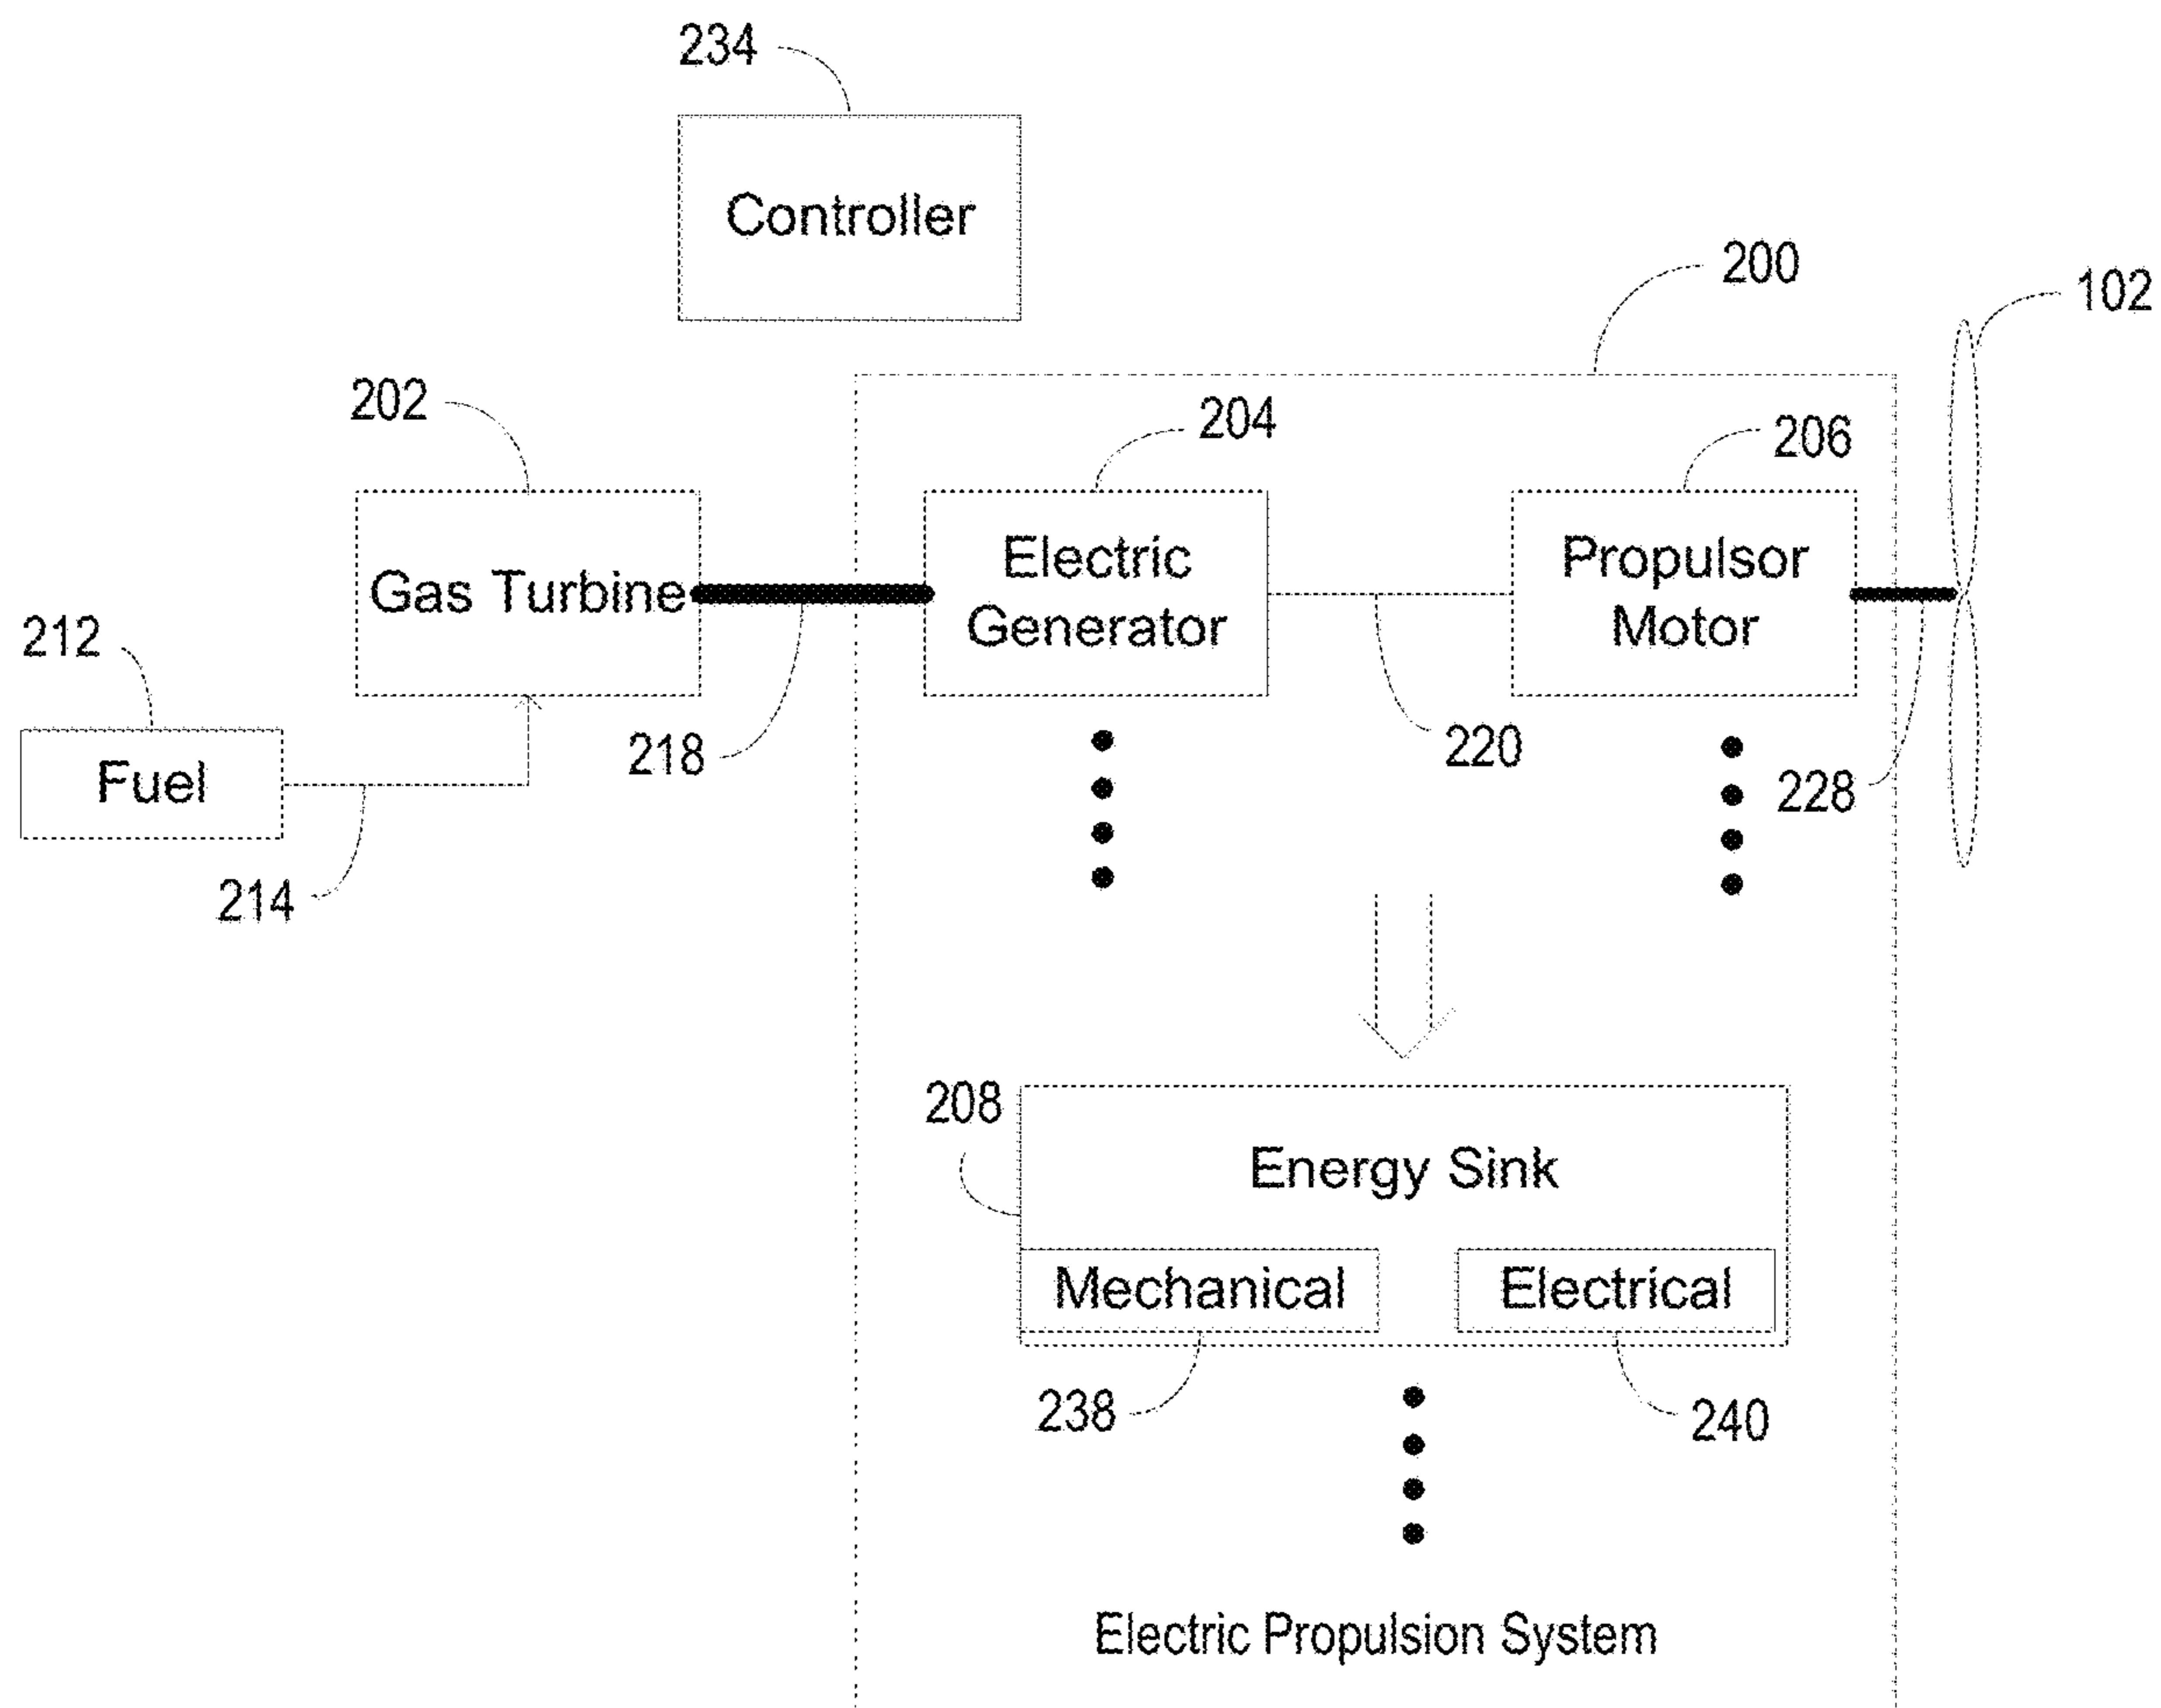 234
Controller
200
102
202
204
206
Gas Turbine
Electric
Generator
Propulsor
Motor
212
Fuel
218
220
228
214
208
Energy Sink
Mechanical
Electrical
238
240
Electric Propulsion System